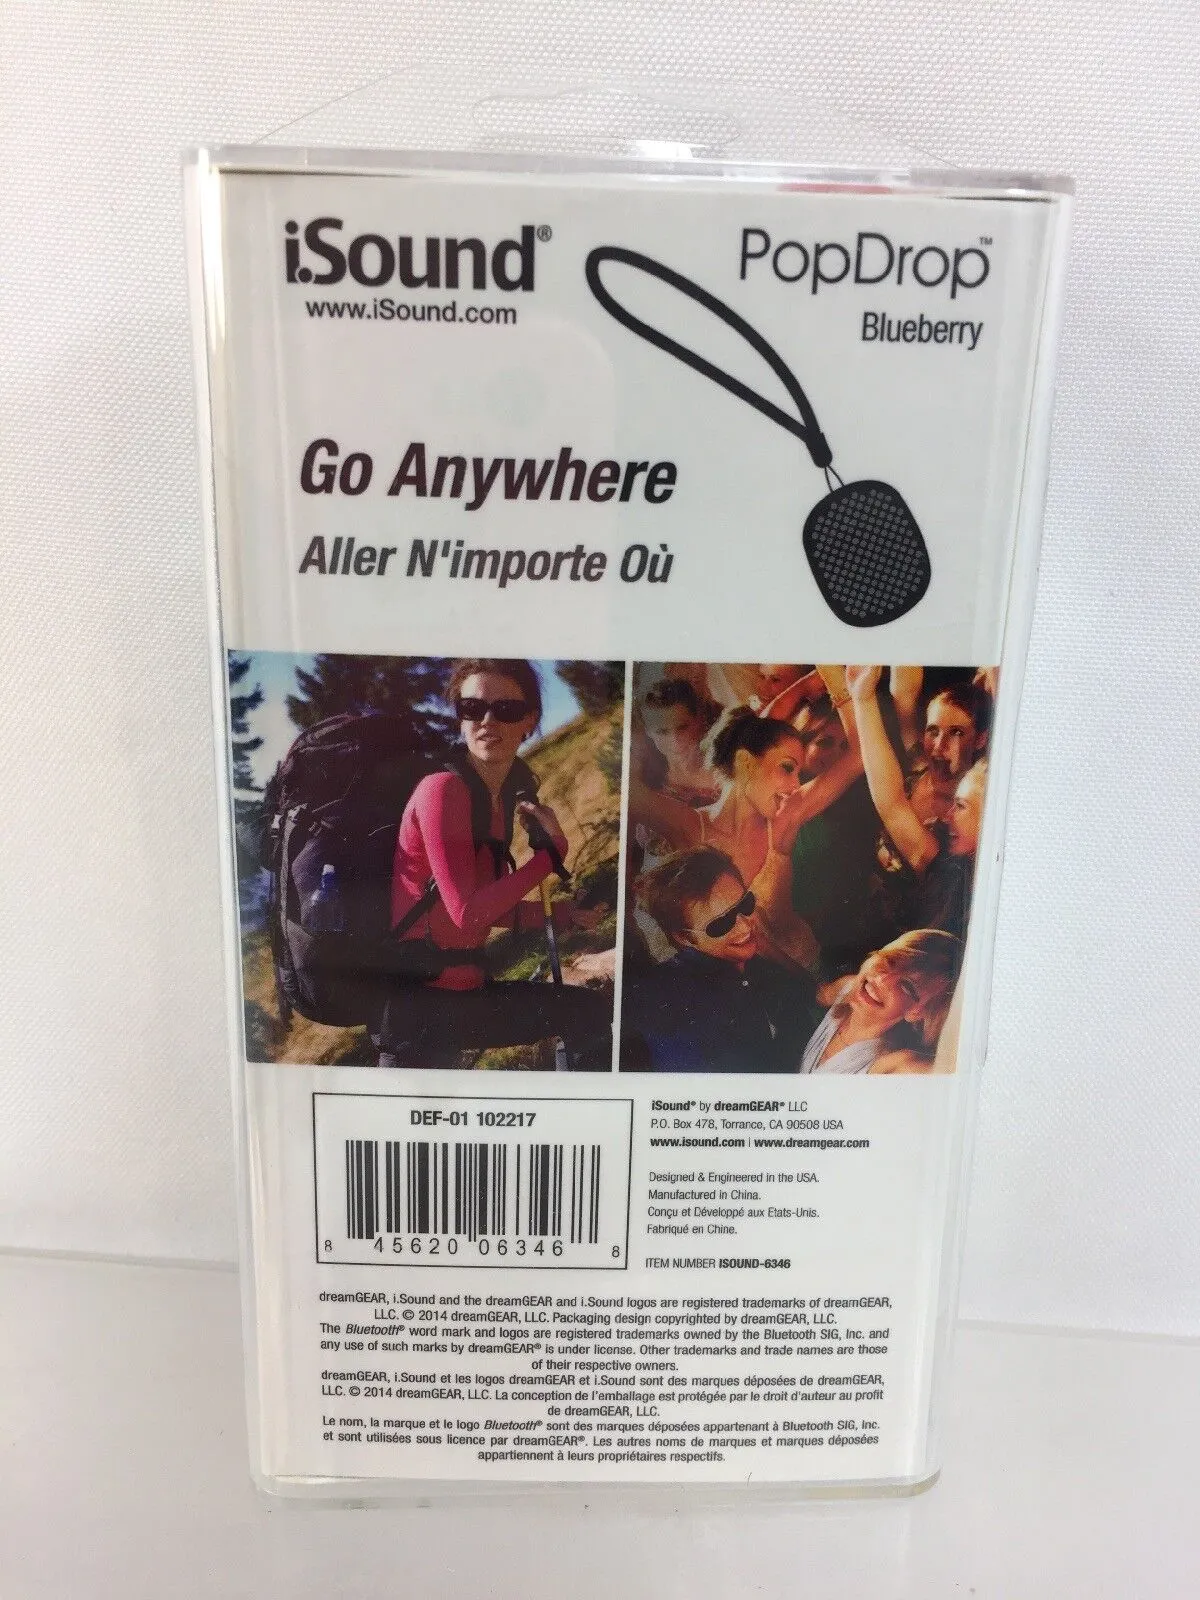 i.Sound®
www.iSound.com
PopDrop™
Blueberry
Go Anywhere
Aller N'importe Où
DEF-01 102217
8 45620 06346 8
iSound® by dreamGEAR® LLC
P.O. Box 478, Torrance, CA 90508 USA
www.isound.com | www.dreamgear.com
Designed & Engineered in the USA.
Manufactured in China.
Conçu et Développé aux Etats-Unis.
Fabriqué en Chine.
ITEM NUMBER ISOUND-6346
dreamGEAR, i.Sound and the dreamGEAR and i.Sound logos are registered trademarks of dreamGEAR,
LLC. © 2014 dreamGEAR, LLC. Packaging design copyrighted by dreamGEAR, LLC.
The Bluetooth® word mark and logos are registered trademarks owned by the Bluetooth SIG, Inc. and
any use of such marks by dreamGEAR® is under license. Other trademarks and trade names are those
of their respective owners.
dreamGEAR, i.Sound et les logos dreamGEAR et i.Sound sont des marques déposées de dreamGEAR,
LLC. © 2014 dreamGEAR, LLC. La conception de l'emballage est protégée par le droit d'auteur au profit
de dreamGEAR, LLC.
Le nom, la marque et le logo Bluetooth® sont des marques déposées appartenant à Bluetooth SIG, Inc.
et sont utilisées sous licence par dreamGEAR®. Les autres noms de marques et marques déposées
appartiennent à leurs propriétaires respectifs.